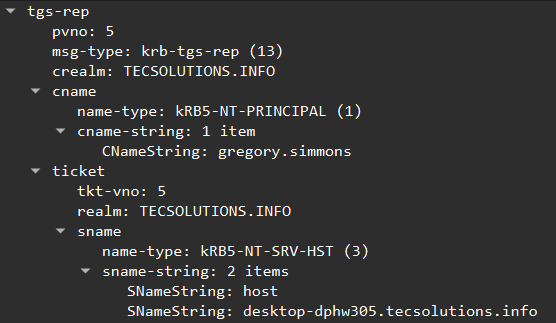 tgs-rep
pvno: 5
msg-type: krb-tgs-rep (13)
crealm: TECSOLUTIONS.INFO
cname
name-type: kRB5-NT-PRINCIPAL (1)
cname-string: 1 item
CNameString: gregory.simmons
ticket
tkt-vno: 5
realm: TECSOLUTIONS.INFO
sname
name-type: kRB5-NT-SRV-HST (3)
sname-string: 2 items
SNameString: host
SNameString: desktop-dphw305.tecsolutions.info